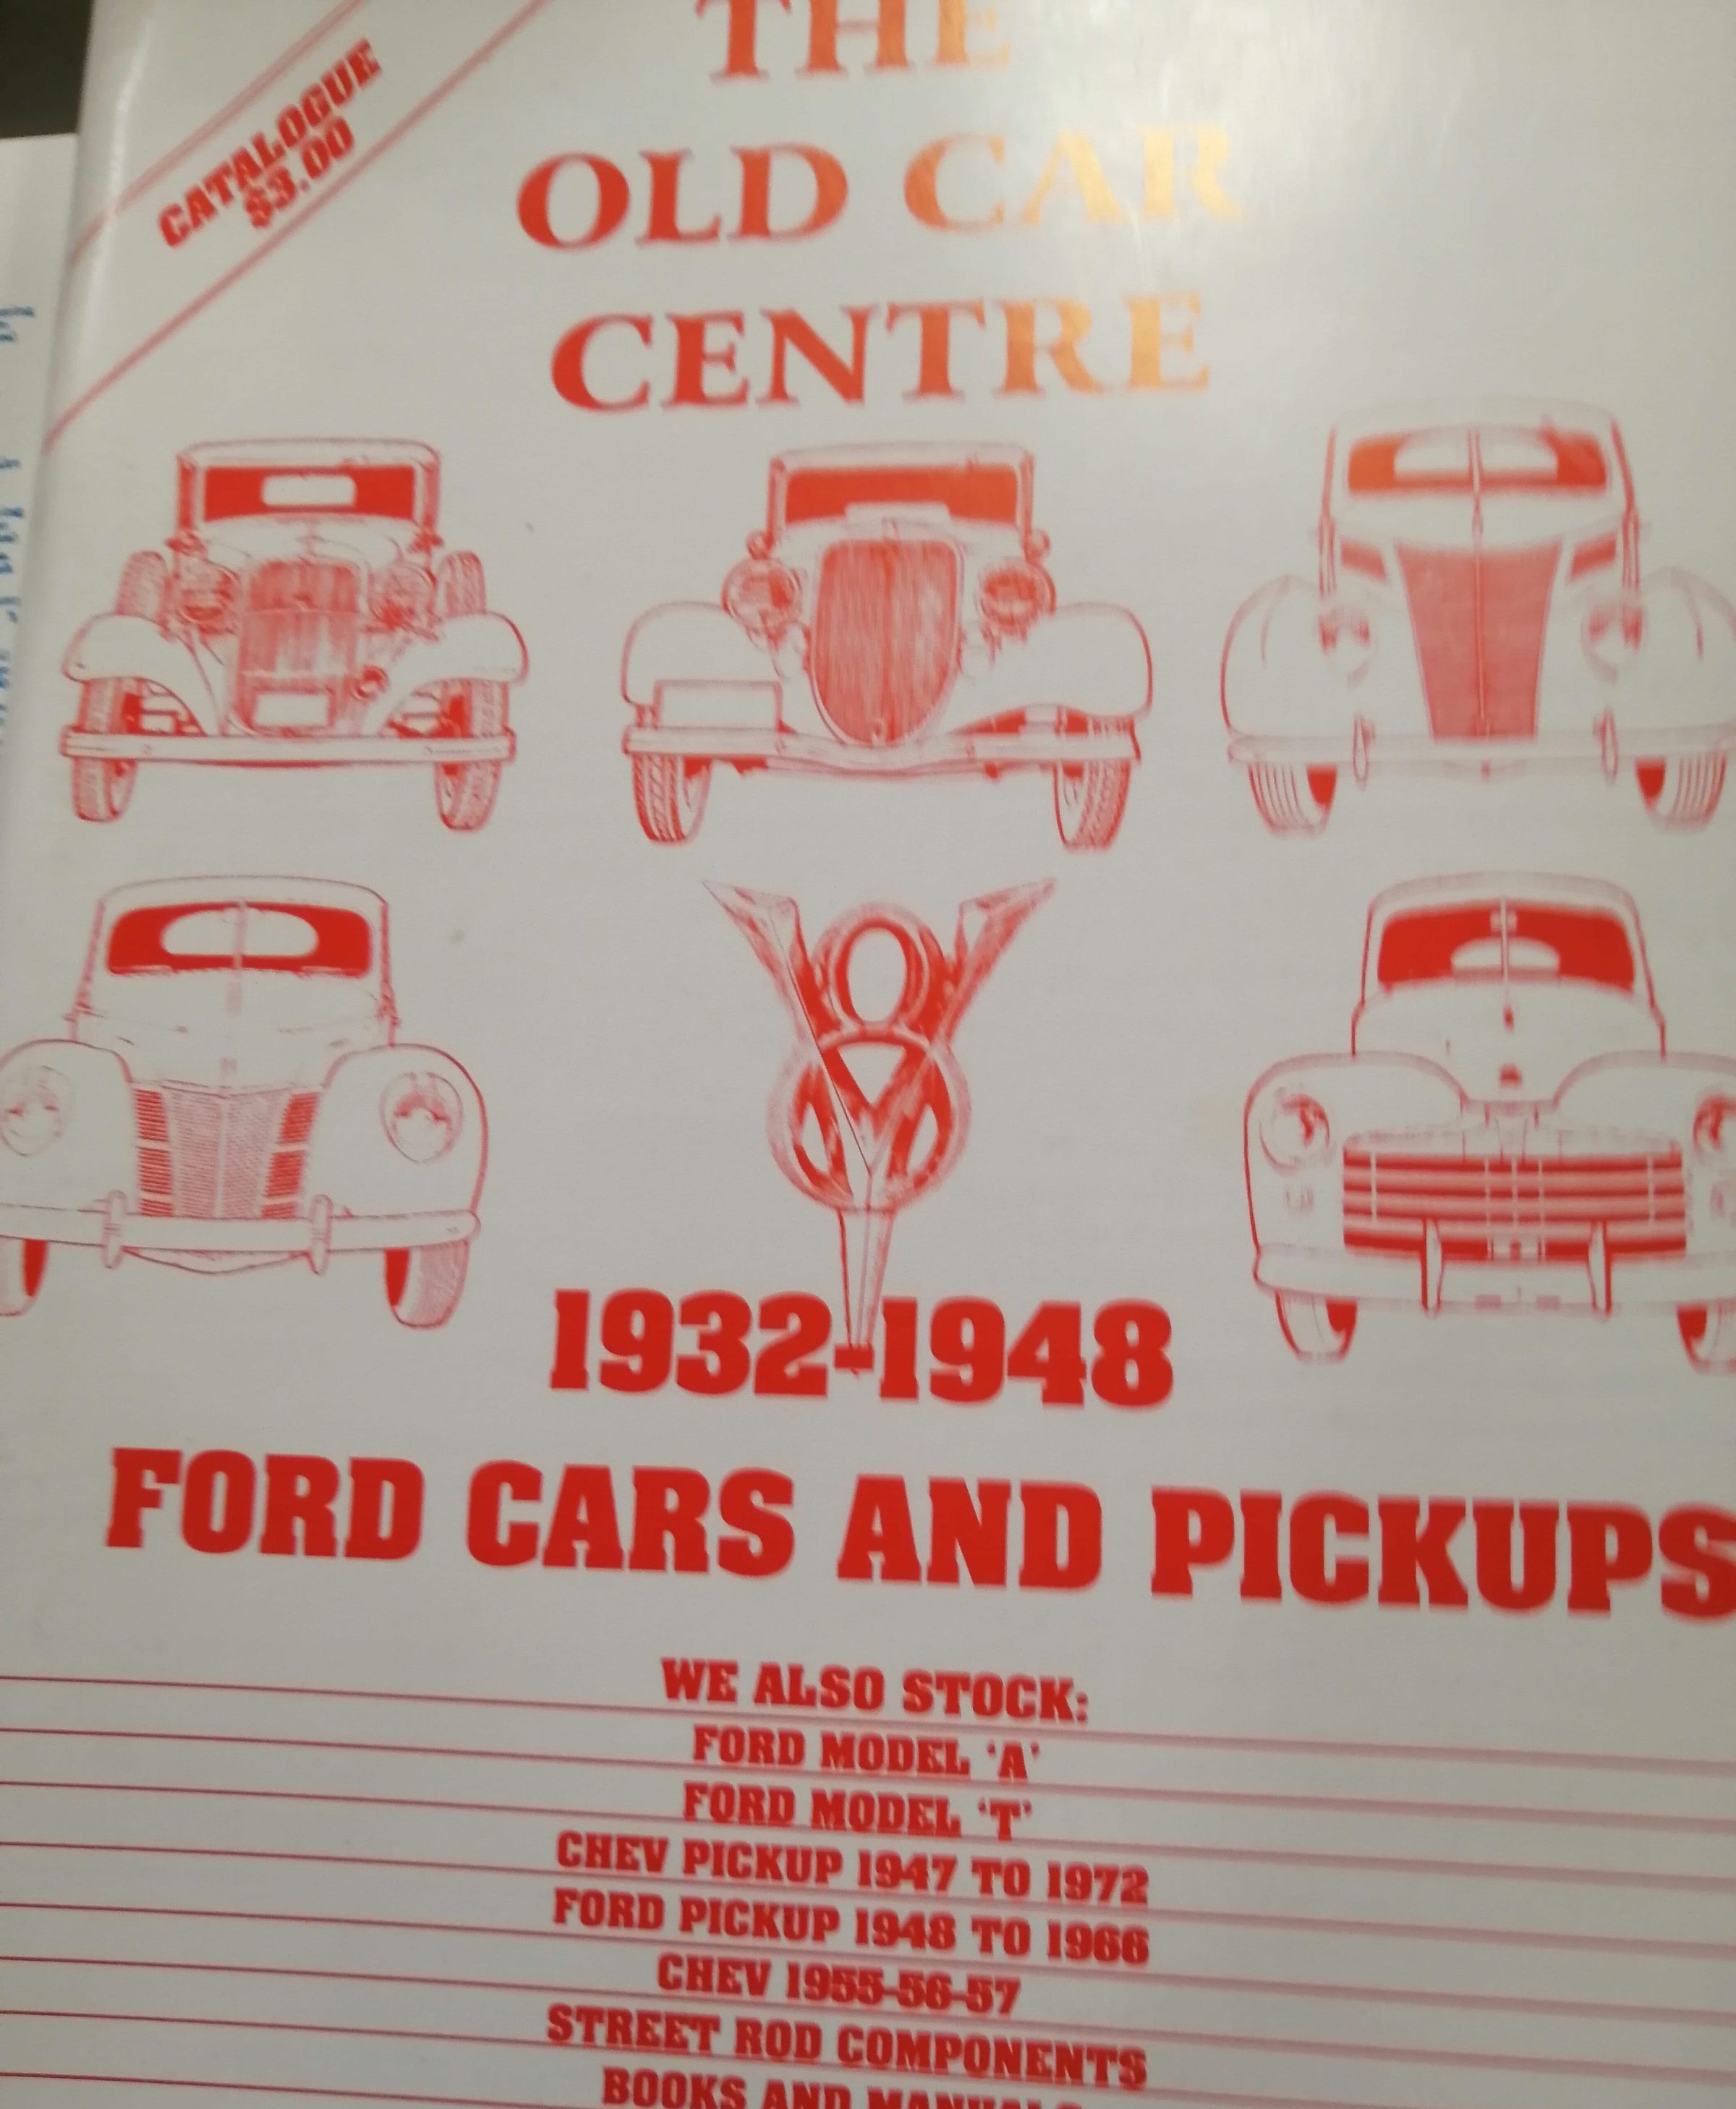 CATALOGUE
$3.00
THE
OLD CAR
CENTRE
V8
1932-1948
FORD CARS AND PICKUPS
WE ALSO STOCK:
FORD MODEL 'A'
FORD MODEL 'T'
CHEV PICKUP 1947 TO 1972
FORD PICKUP 1948 TO 1966
CHEV 1955-56-57
STREET ROD COMPONENTS
BOOKS AND MANUALS